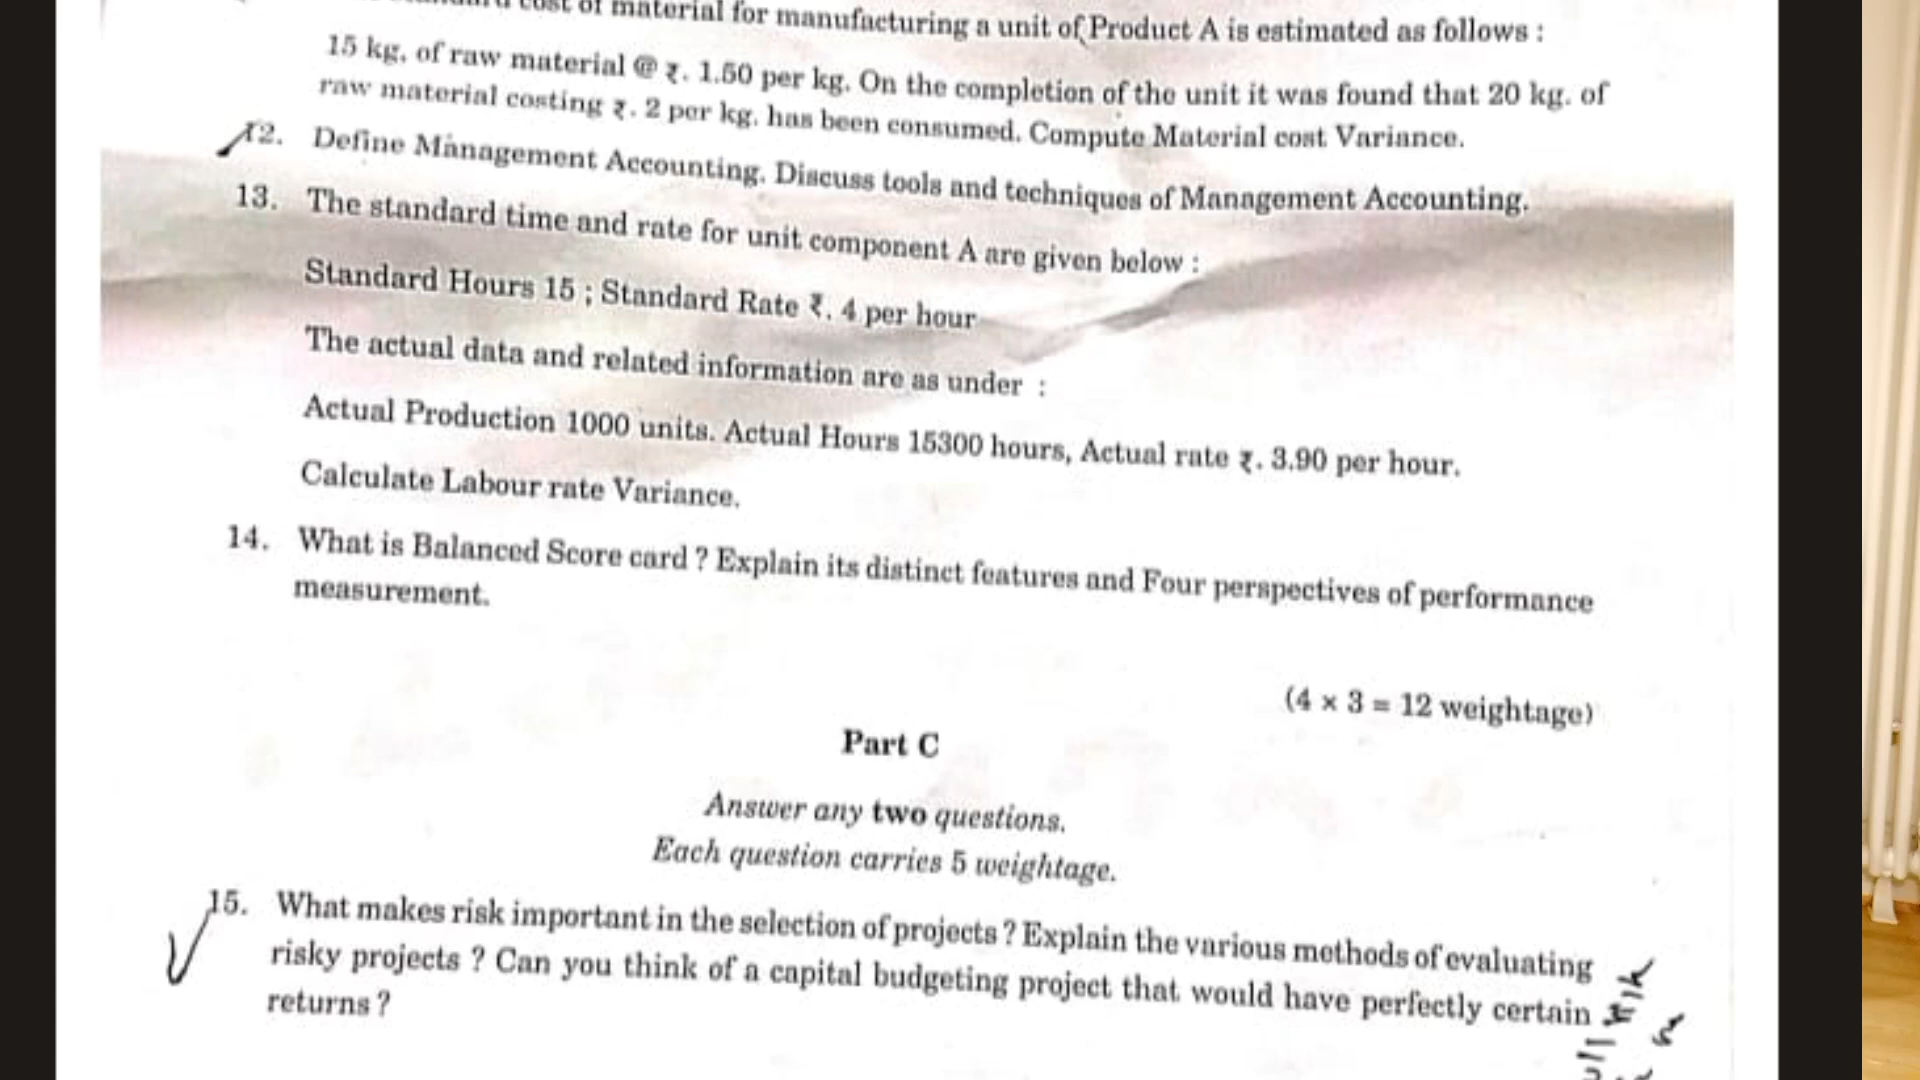 cost of material for manufacturing a unit of Product A is estimated as follows :
15 kg. of raw material @ ₹. 1.50 per kg. On the completion of the unit it was found that 20 kg. of
raw material costing ₹. 2 per kg. has been consumed. Compute Material cost Variance.
12. Define Management Accounting. Discuss tools and techniques of Management Accounting.
13. The standard time and rate for unit component A are given below :
Standard Hours 15 ; Standard Rate ₹. 4 per hour
The actual data and related information are as under :
Actual Production 1000 units. Actual Hours 15300 hours, Actual rate ₹. 3.90 per hour.
Calculate Labour rate Variance.
14. What is Balanced Score card ? Explain its distinct features and Four perspectives of performance
measurement.
(4 × 3 = 12 weightage)
Part C
Answer any two questions.
Each question carries 5 weightage.
15. What makes risk important in the selection of projects ? Explain the various methods of evaluating
risky projects ? Can you think of a capital budgeting project that would have perfectly certain
returns ?